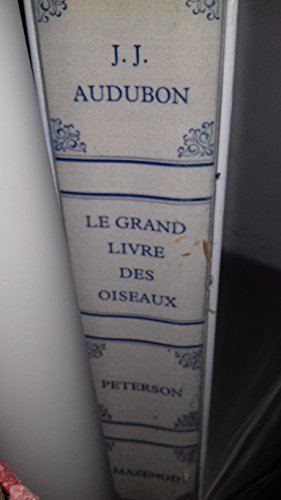 J. J.
AUDUBON
LE GRAND
LIVRE
DES
OISEAUX
PETERSON
MAZENOD